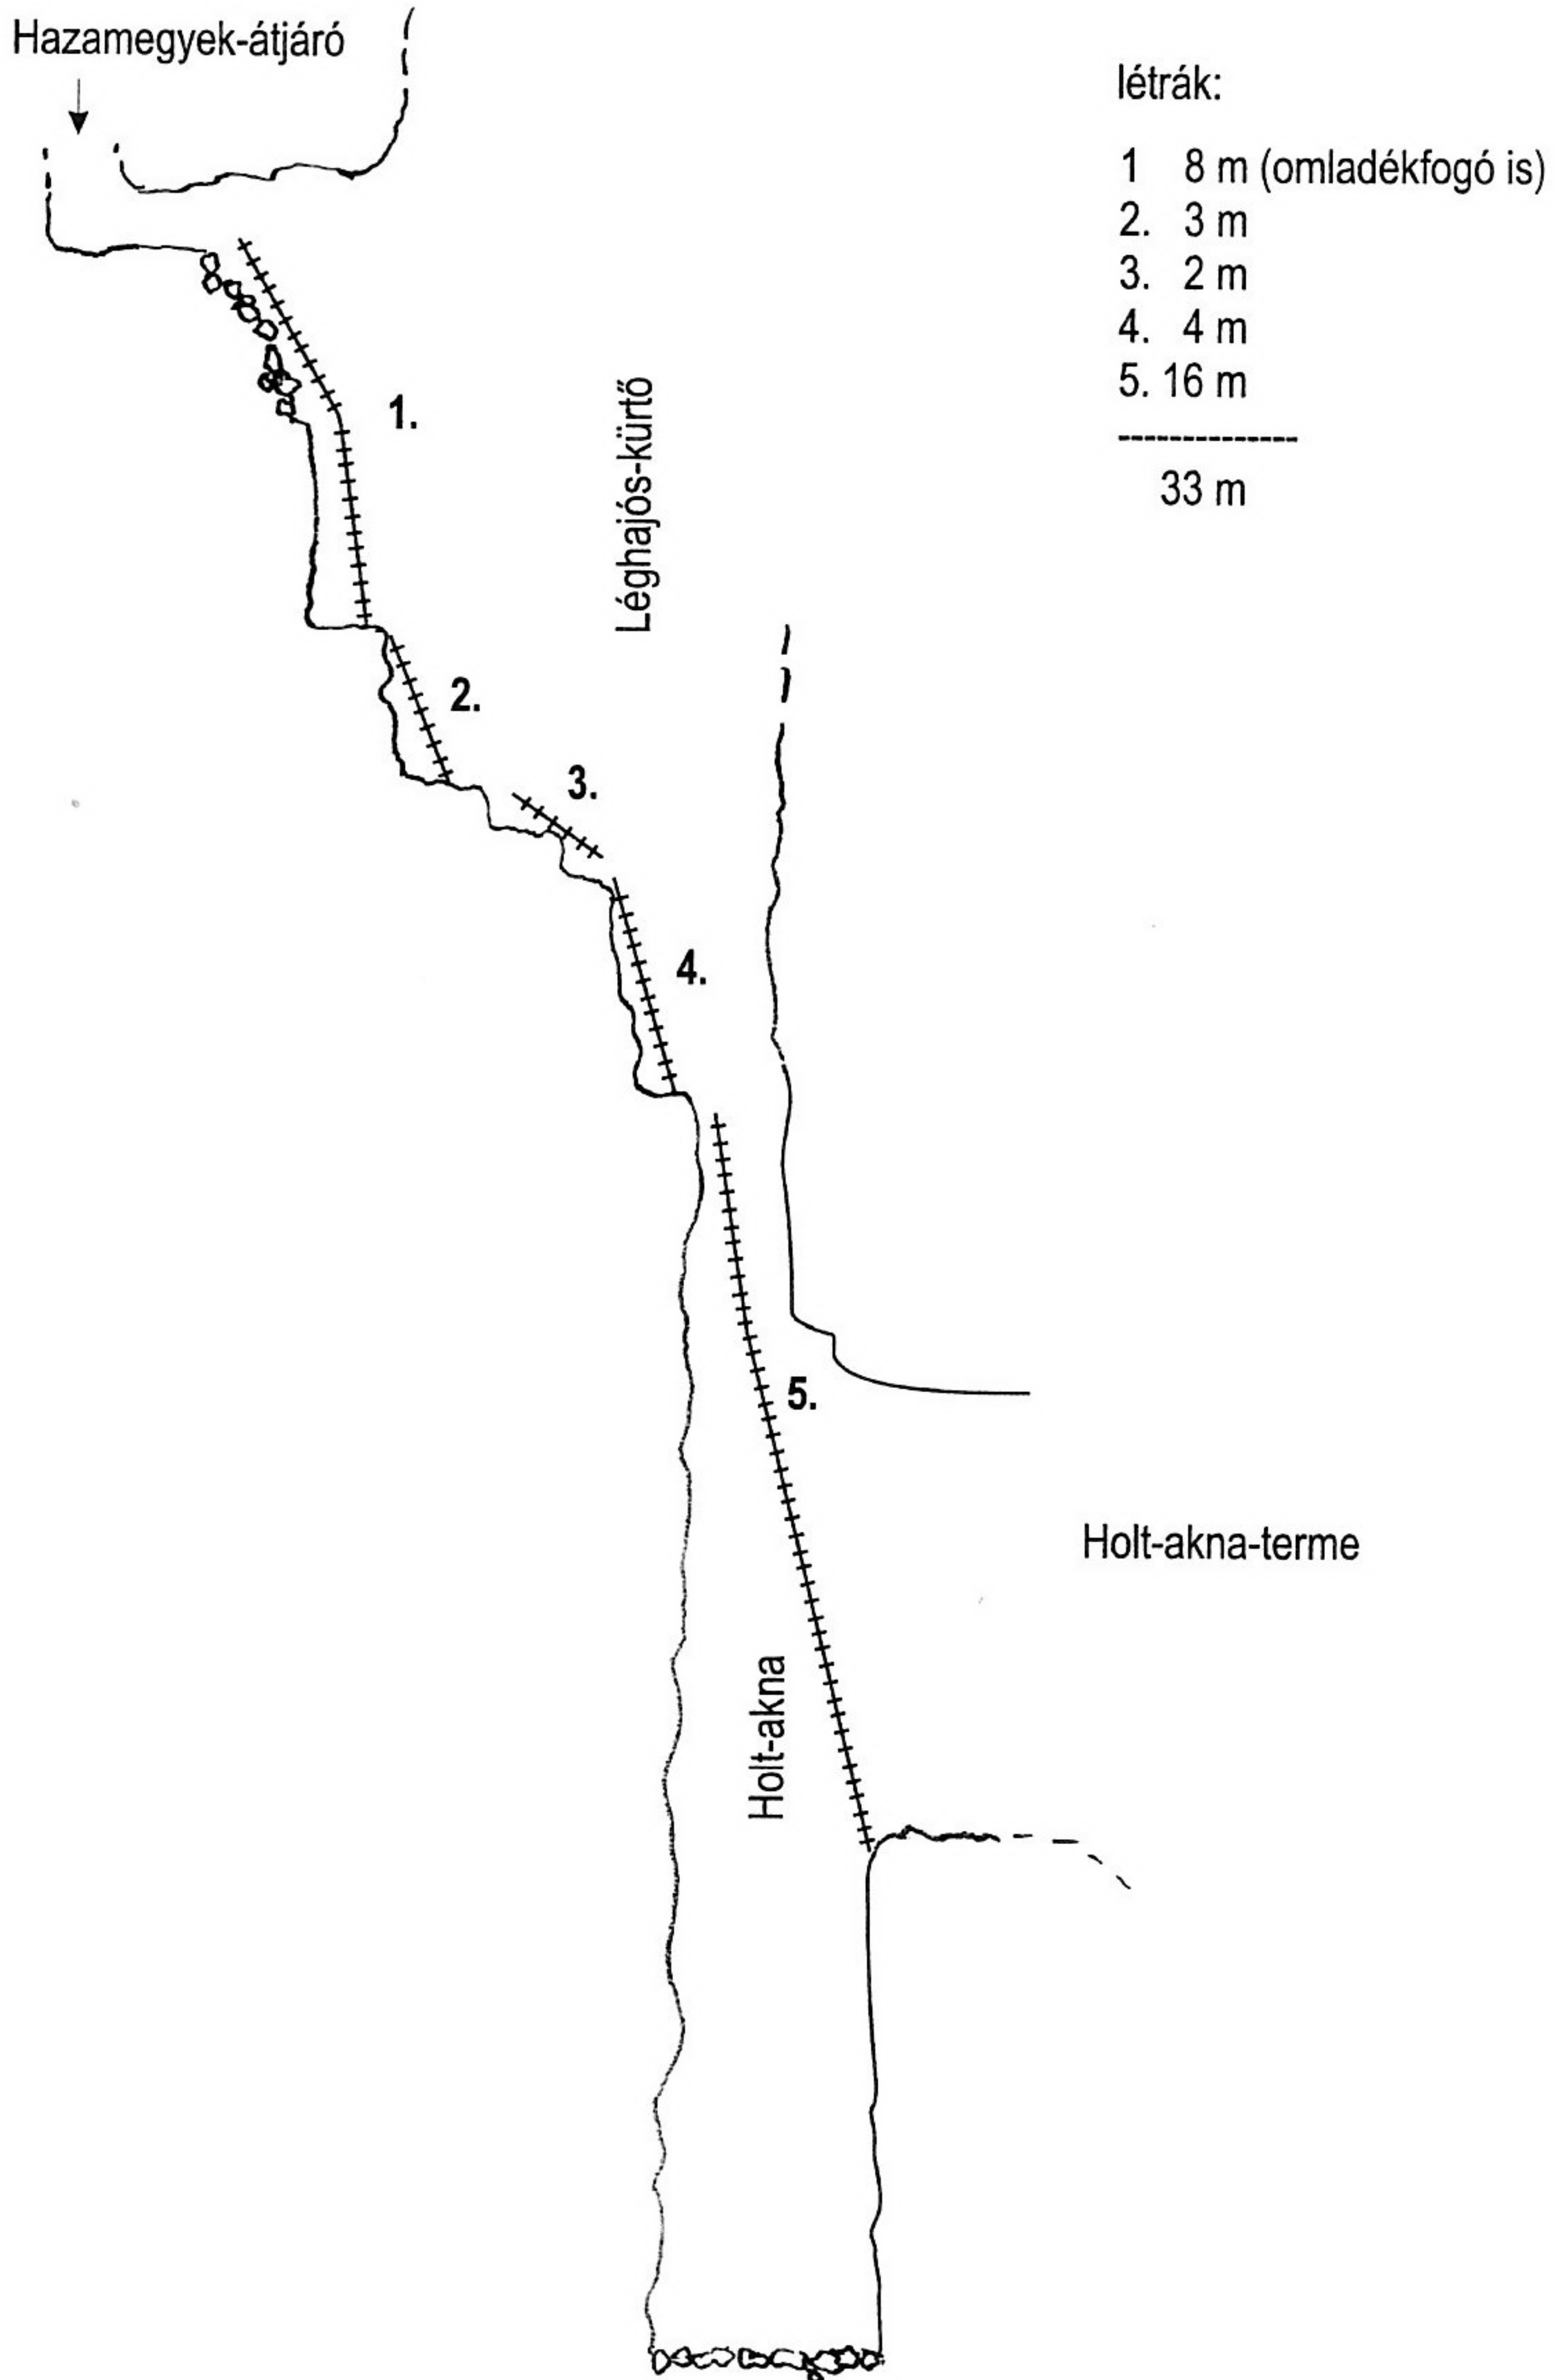 Hazamegyek-átjáró
létrák:
1 8 m (omladékfogó is)
2. 3 m
3. 2 m
4. 4 m
5. 16 m
--------------
33 m
1.
Léghajós-kürtő
2.
3.
4.
5.
Holt-akna-terme
Holt-akna